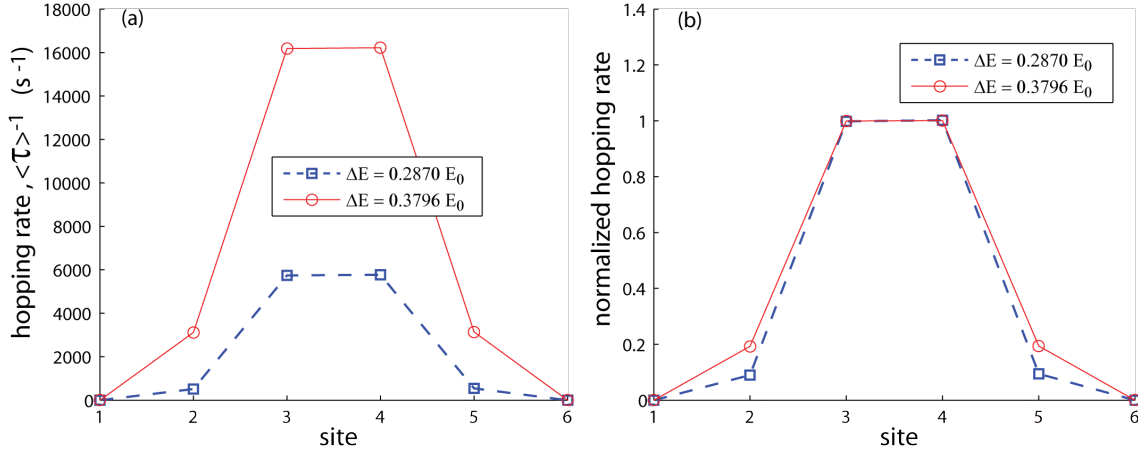 (a)
18000
16000
14000
12000
10000
8000
6000
4000
2000
0
hopping rate, <τ>⁻¹ (s⁻¹)
ΔE = 0.2870 E₀
ΔE = 0.3796 E₀
1 2 3 4 5 6
site
(b)
1.4
1.2
1
0.8
0.6
0.4
0.2
0
normalized hopping rate
ΔE = 0.2870 E₀
ΔE = 0.3796 E₀
1 2 3 4 5 6
site